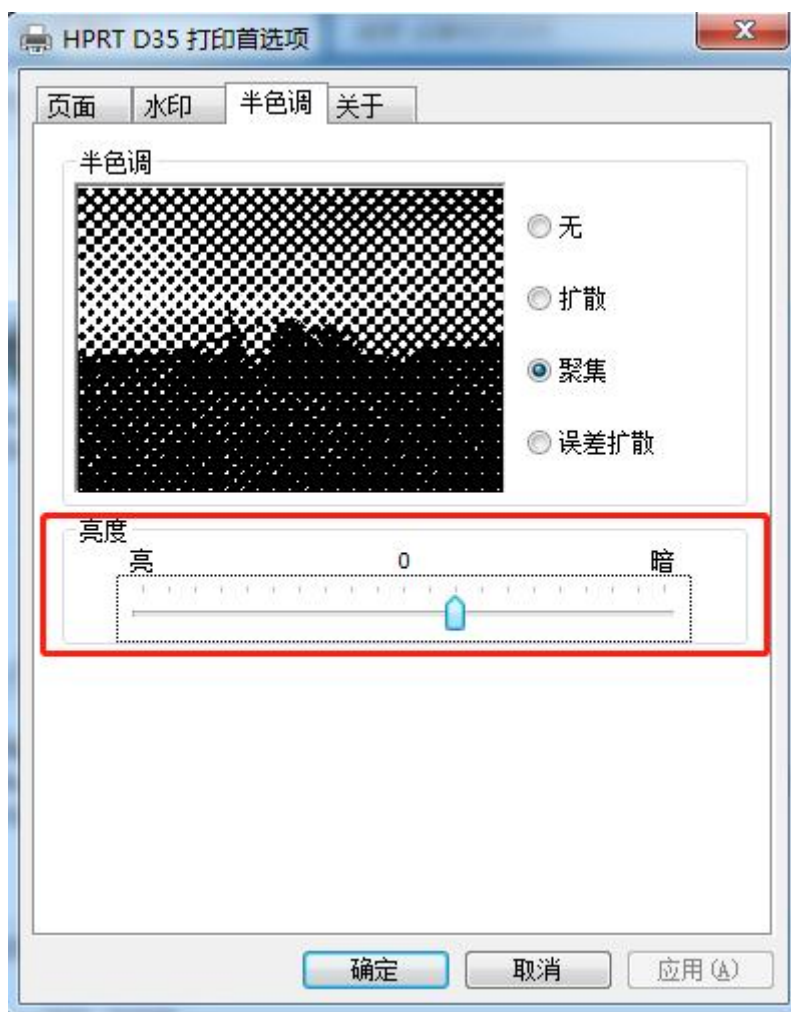 HPRT D35 打印首选项
页面 水印 半色调 关于
半色调
无
扩散
聚集
误差扩散
亮度
亮 0 暗
确定 取消 应用(A)